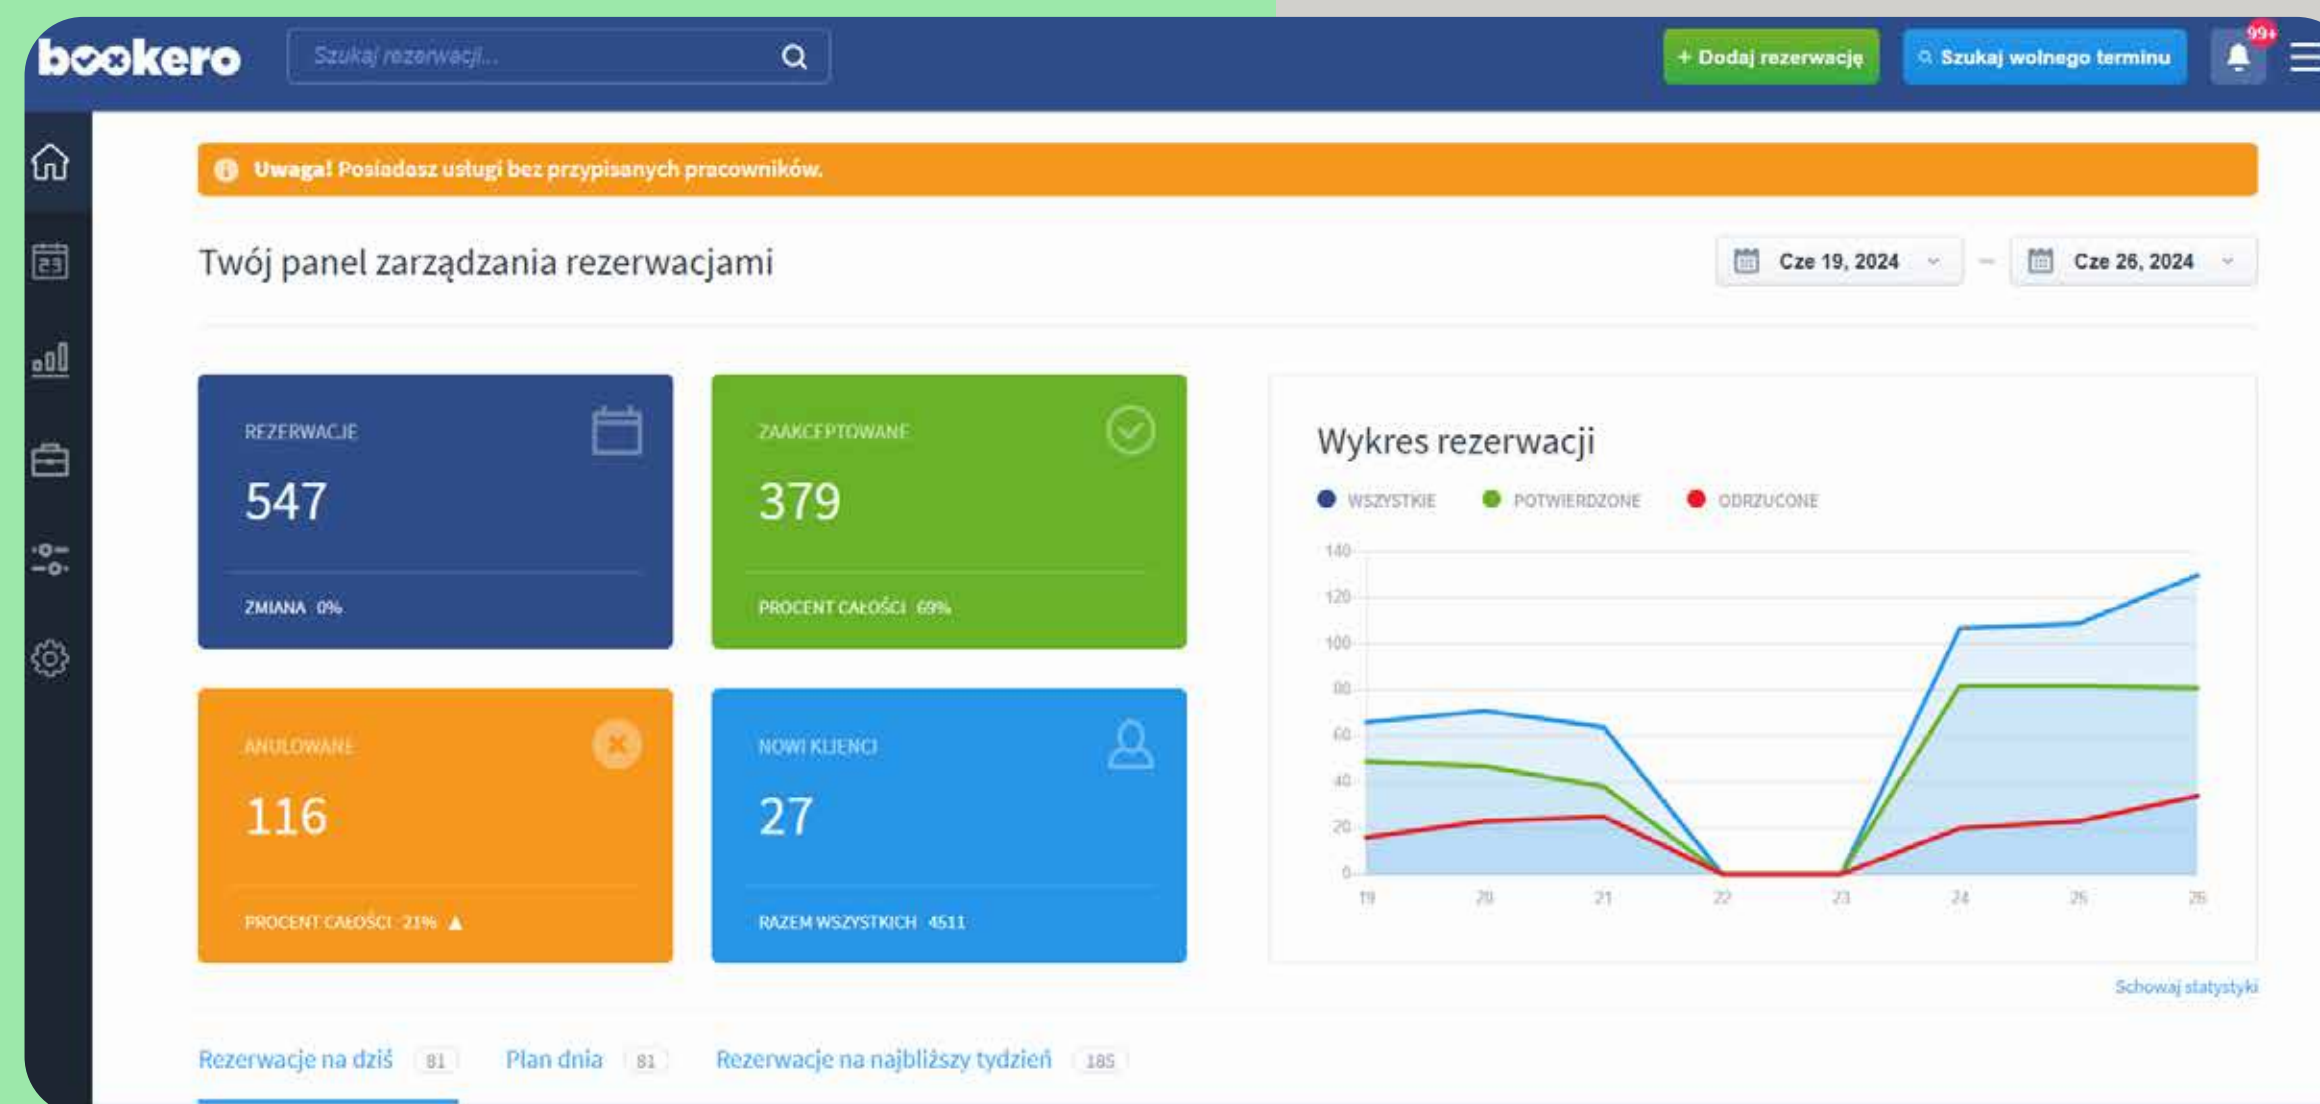 bookero
Szukaj rezerwacji...
+ Dodaj rezerwację
Szukaj wolnego terminu
99+
Uwaga! Posiadasz usługi bez przypisanych pracowników.
23
Twój panel zarządzania rezerwacjami
Cze 19, 2024 – Cze 26, 2024
REZERWACJE
547
ZMIANA 0%
ZAAKCEPTOWANE
379
PROCENT CAŁOŚCI 69%
ANULOWANE
116
PROCENT CAŁOŚCI 21% ▲
NOWI KLIENCI
27
RAZEM WSZYSTKICH 4511
Wykres rezerwacji
WSZYSTKIE POTWIERDZONE ODRZUCONE
140
120
100
80
60
40
20
0
19 20 21 22 23 24 25 26
Schowaj statystyki
Rezerwacje na dziś 81 Plan dnia 81 Rezerwacje na najbliższy tydzień 185